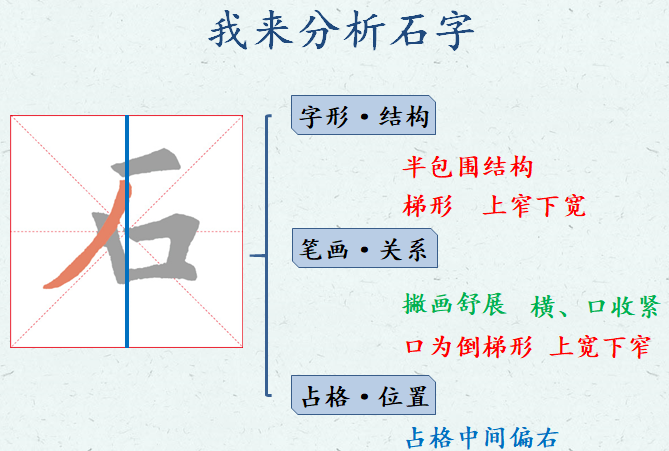 我来分析石字
石
字形·结构
半包围结构
梯形 上窄下宽
笔画·关系
撇画舒展 横、口收紧
口为倒梯形 上宽下窄
占格·位置
占格中间偏右